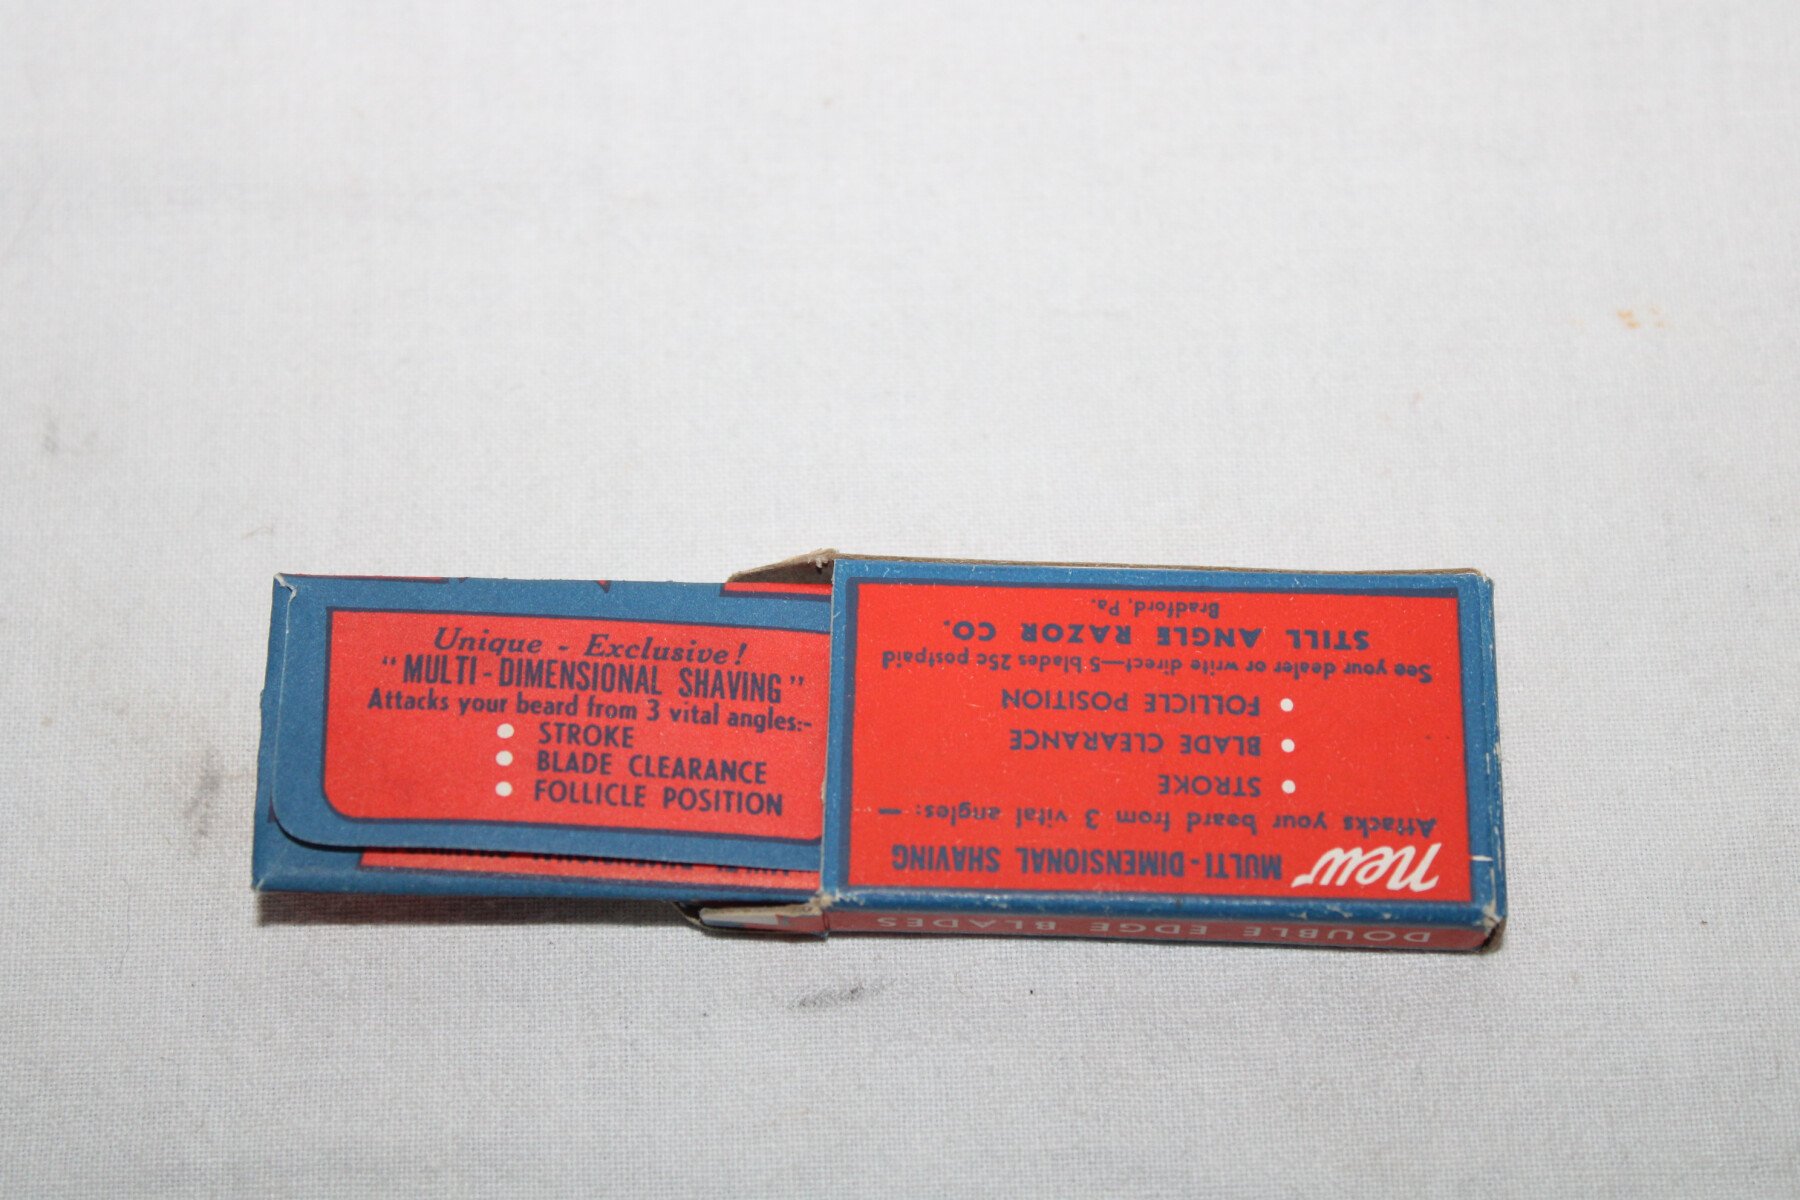 Unique - Exclusive!
"MULTI-DIMENSIONAL SHAVING"
Attacks your beard from 3 vital angles:-
• STROKE
• BLADE CLEARANCE
• FOLLICLE POSITION
new MULTI-DIMENSIONAL SHAVING
Attacks your beard from 3 vital angles:—
• STROKE
• BLADE CLEARANCE
• FOLLICLE POSITION
See your dealer or write direct—5 blades 25c postpaid
STILL ANGLE RAZOR CO.
Bradford, Pa.
DOUBLE EDGE BLADES